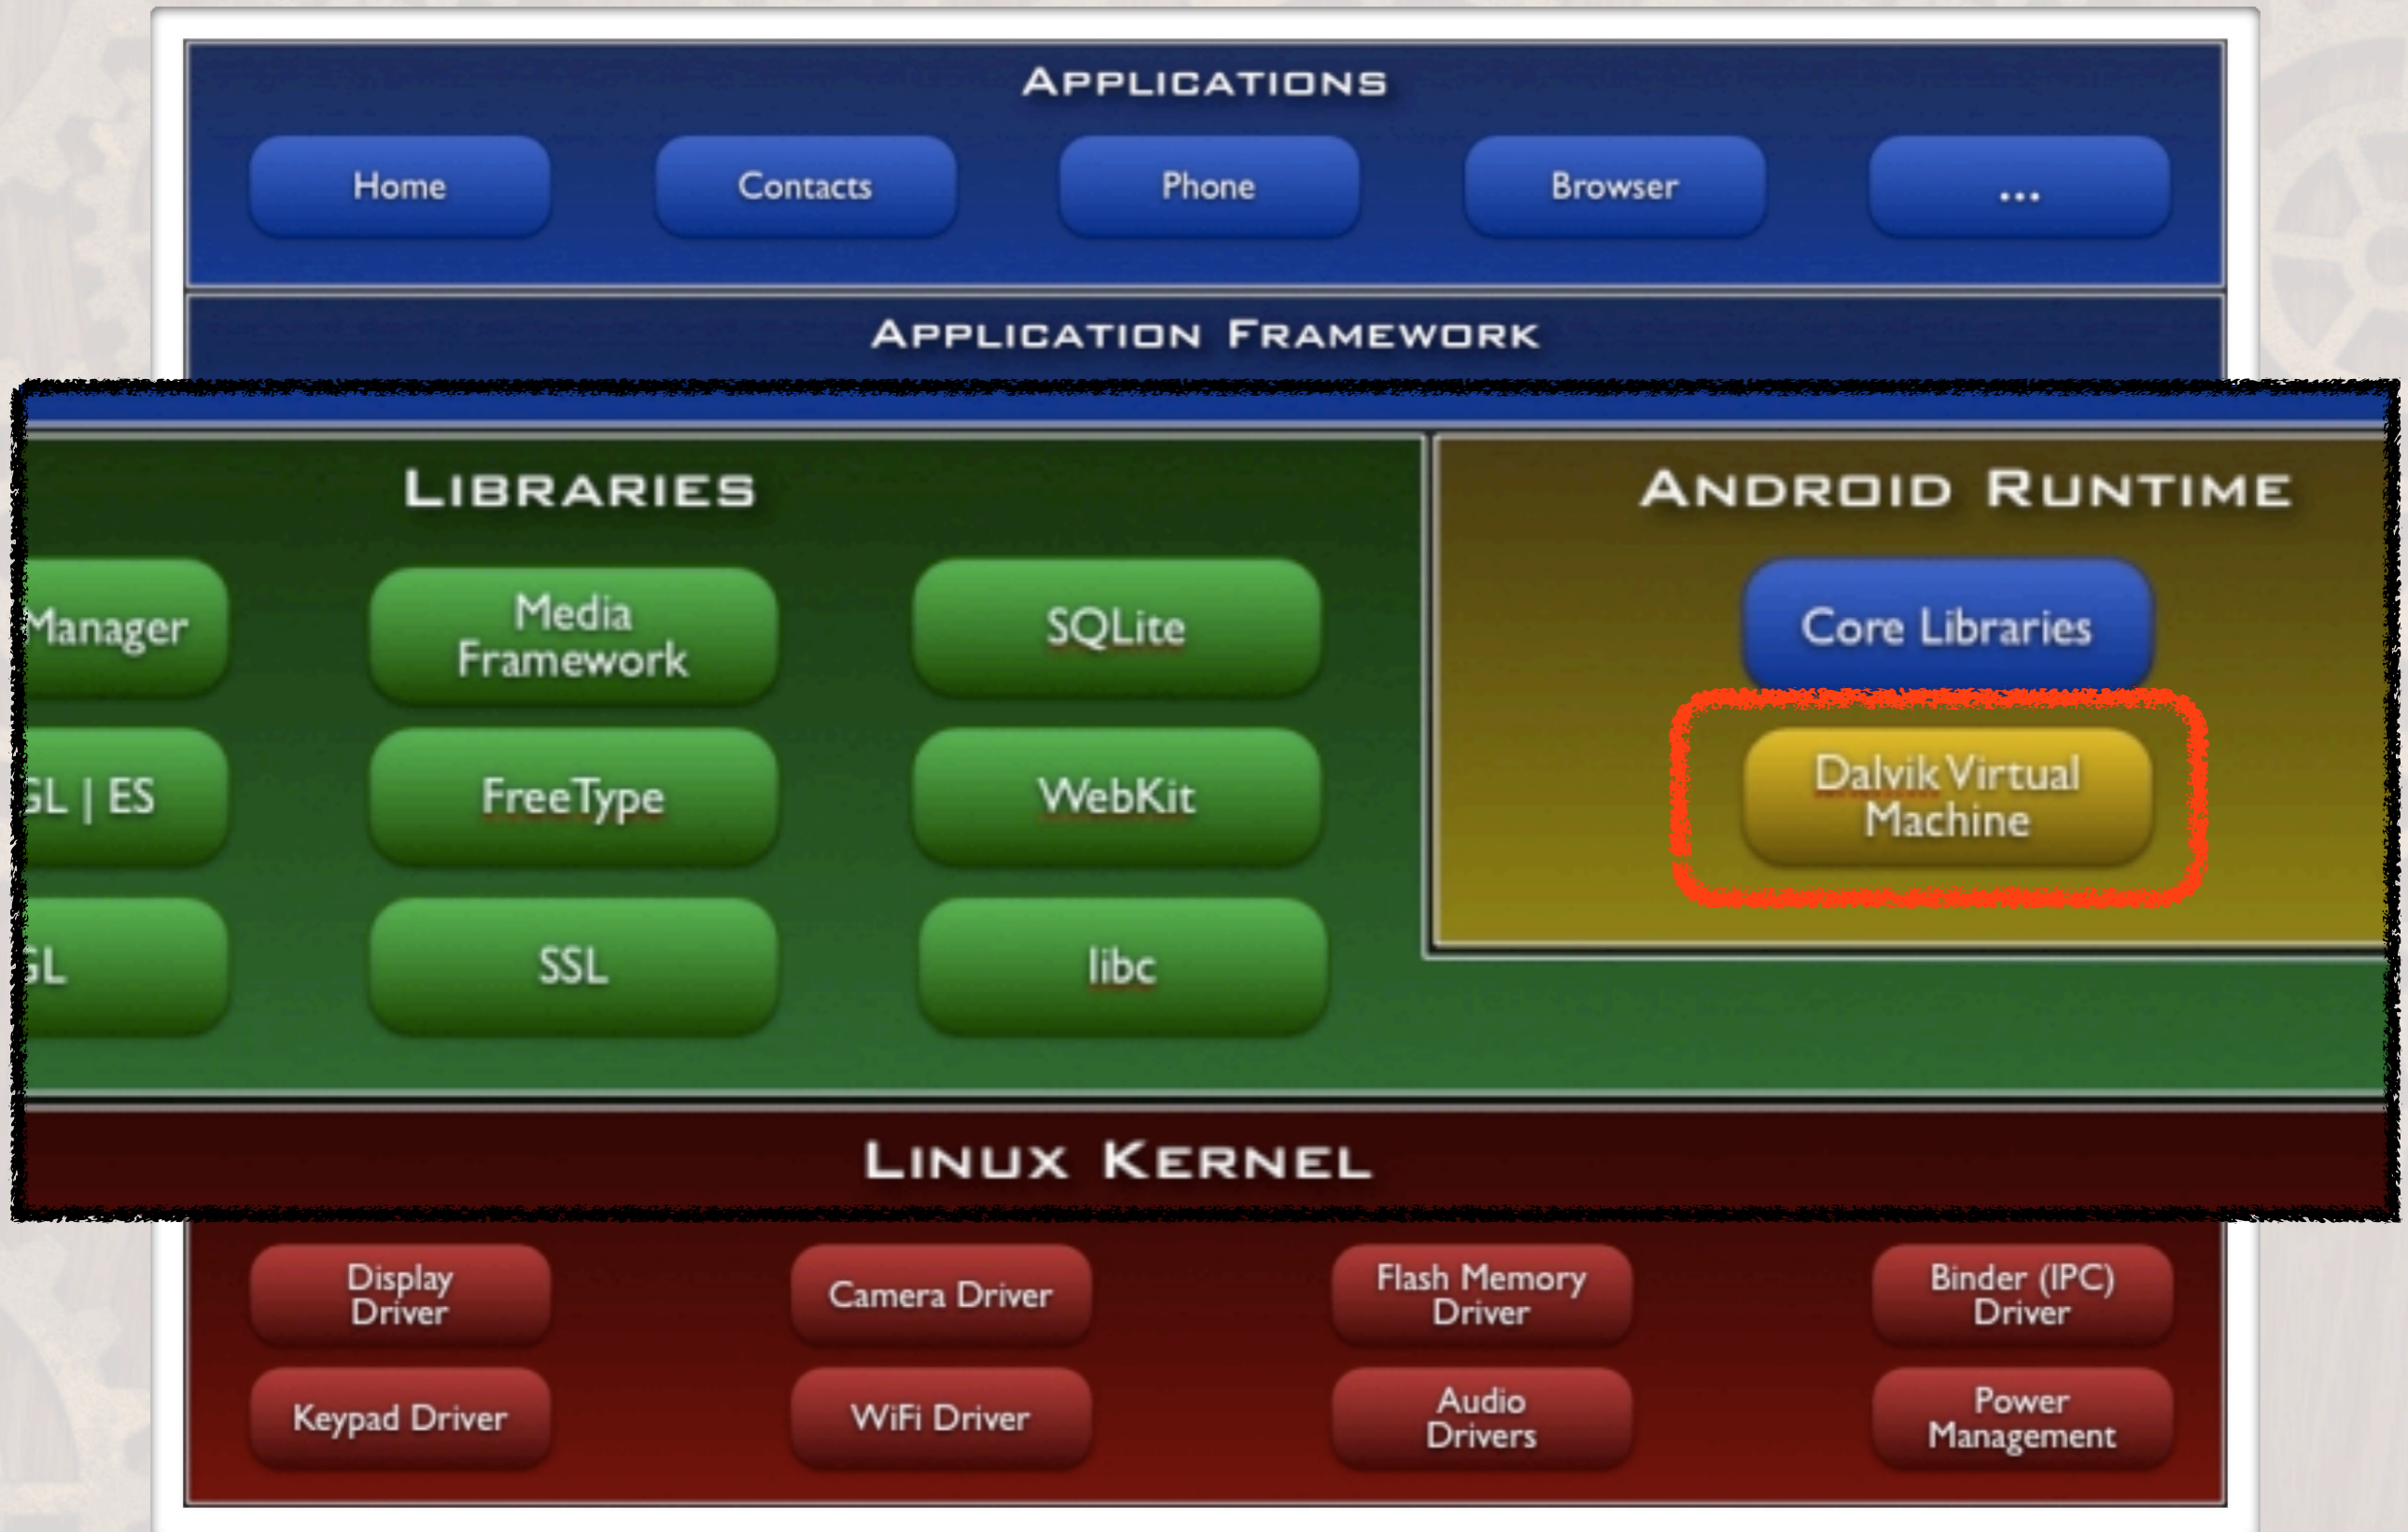 APPLICATIONS
Home
Contacts
Phone
Browser
...
APPLICATION FRAMEWORK
LIBRARIES
ANDROID RUNTIME
Manager
Media
Framework
SQLite
Core Libraries
GL | ES
FreeType
WebKit
Dalvik Virtual
Machine
GL
SSL
libc
LINUX KERNEL
Display
Driver
Camera Driver
Flash Memory
Driver
Binder (IPC)
Driver
Keypad Driver
WiFi Driver
Audio
Drivers
Power
Management